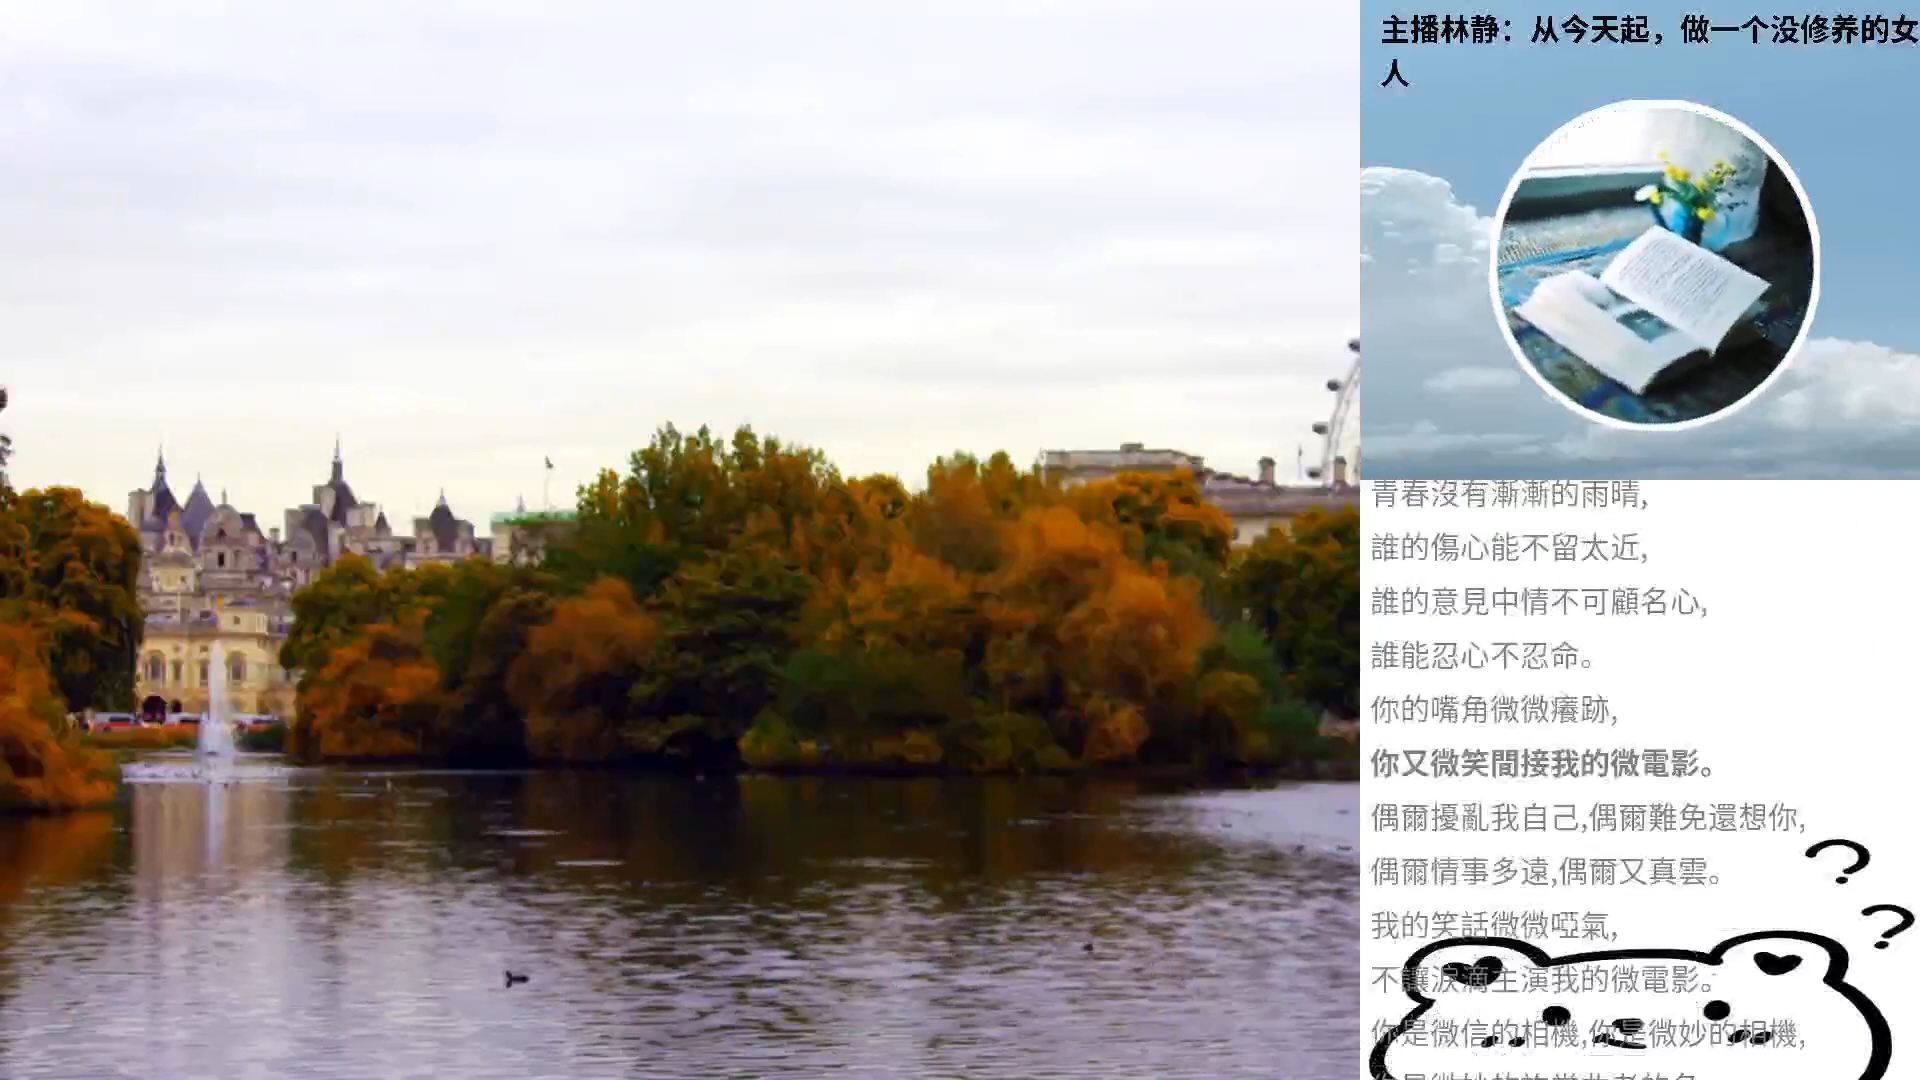 主播林静：从今天起，做一个没修养的女
人
青春沒有漸漸的雨晴,
誰的傷心能不留太近,
誰的意見中情不可顧名心,
誰能忍心不忍命。
你的嘴角微微癢跡,
你又微笑間接我的微電影。
偶爾擾亂我自己,偶爾難免還想你,
偶爾情事多遠,偶爾又真雲。
我的笑話微微啞氣,
不讓淚滴主演我的微電影。
你是微信的相機,你是微妙的相機,